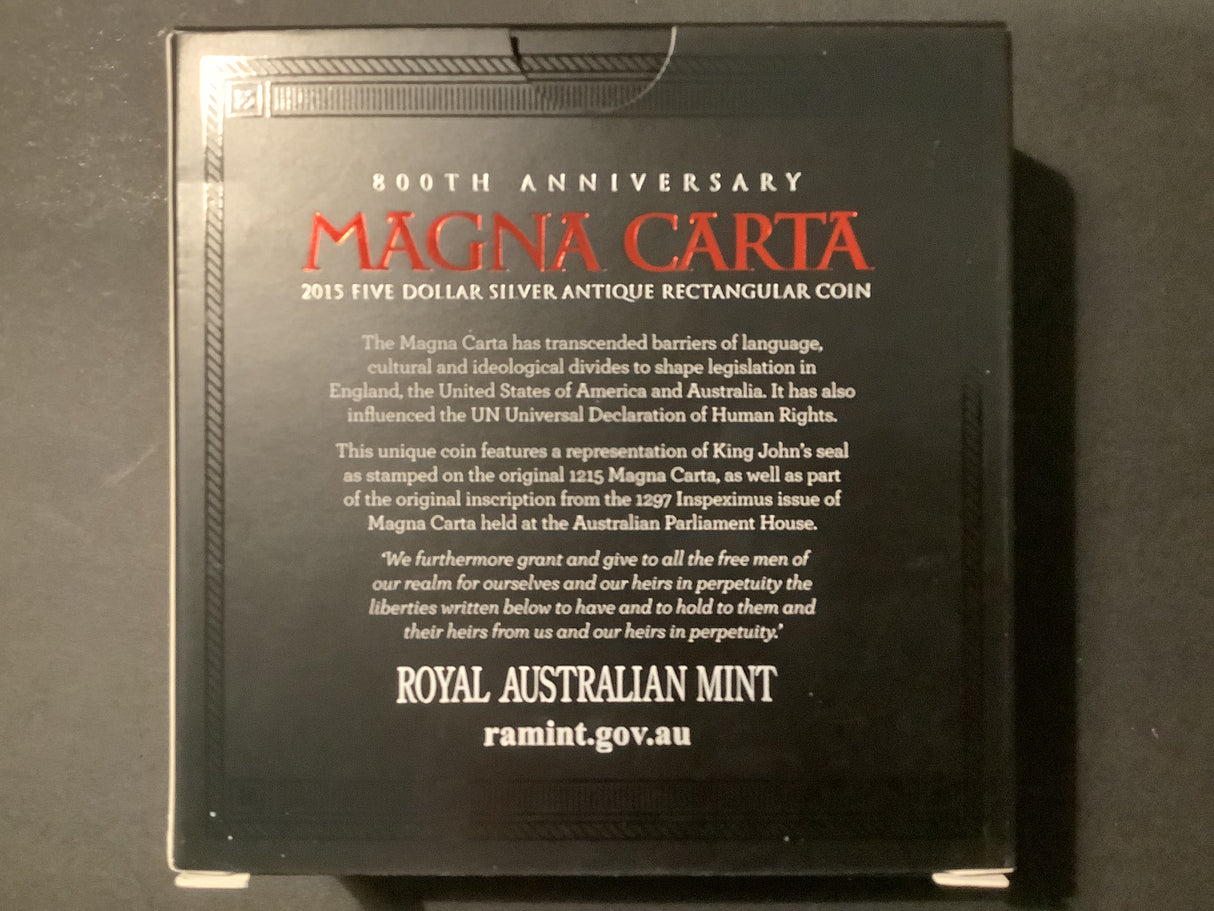 800TH ANNIVERSARY
MAGNA CARTA
2015 FIVE DOLLAR SILVER ANTIQUE RECTANGULAR COIN
The Magna Carta has transcended barriers of language,
cultural and ideological divides to shape legislation in
England, the United States of America and Australia. It has also
influenced the UN Universal Declaration of Human Rights.
This unique coin features a representation of King John's seal
as stamped on the original 1215 Magna Carta, as well as part
of the original inscription from the 1297 Inspeximus issue of
Magna Carta held at the Australian Parliament House.
'We furthermore grant and give to all the free men of
our realm for ourselves and our heirs in perpetuity the
liberties written below to have and to hold to them and
their heirs from us and our heirs in perpetuity.'
ROYAL AUSTRALIAN MINT
ramint.gov.au